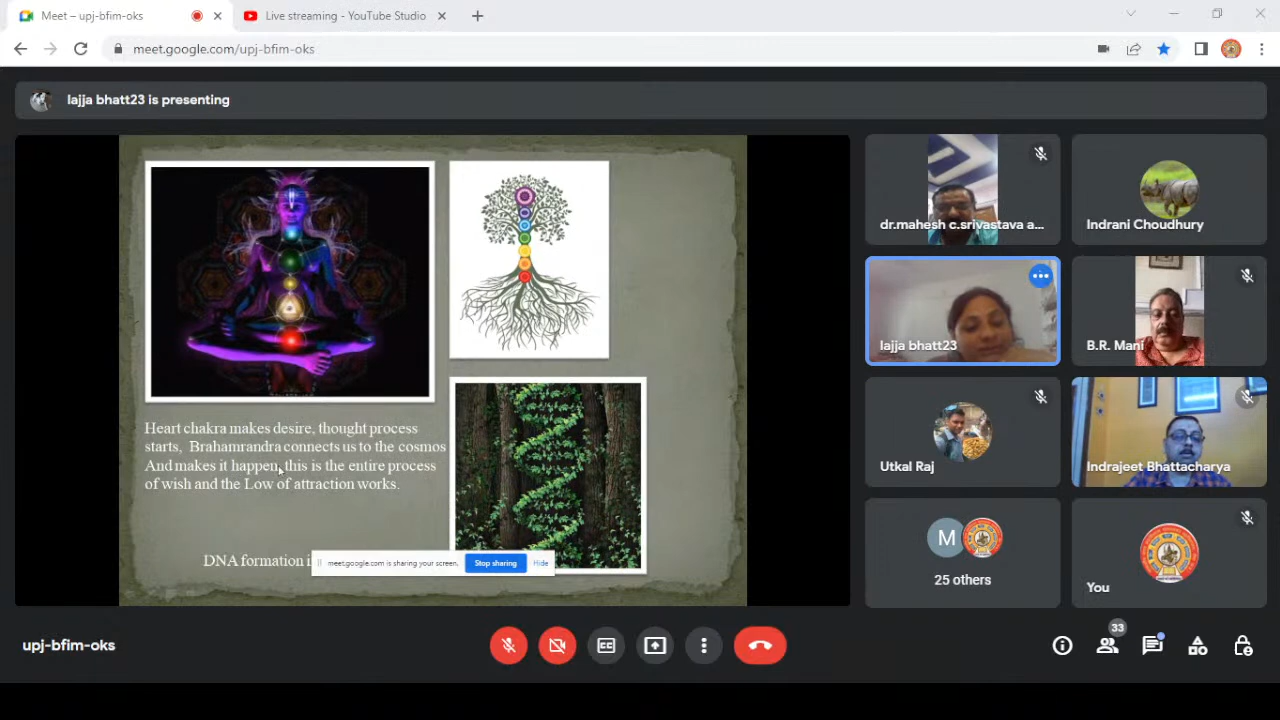 Meet – upj-bfim-oks
Live streaming - YouTube Studio
meet.google.com/upj-bfim-oks
lajja bhatt23 is presenting
dr.mahesh c.srivastava a...
Indrani Choudhury
lajja bhatt23
B.R. Mani
Utkal Raj
Indrajeet Bhattacharya
M
25 others
You
Heart chakra makes desire, thought process
starts, Brahamrandra connects us to the cosmos
And makes it happen, this is the entire process
of wish and the Low of attraction works.
DNA formation i
meet.google.com is sharing your screen.
Stop sharing
Hide
upj-bfim-oks
CC
33